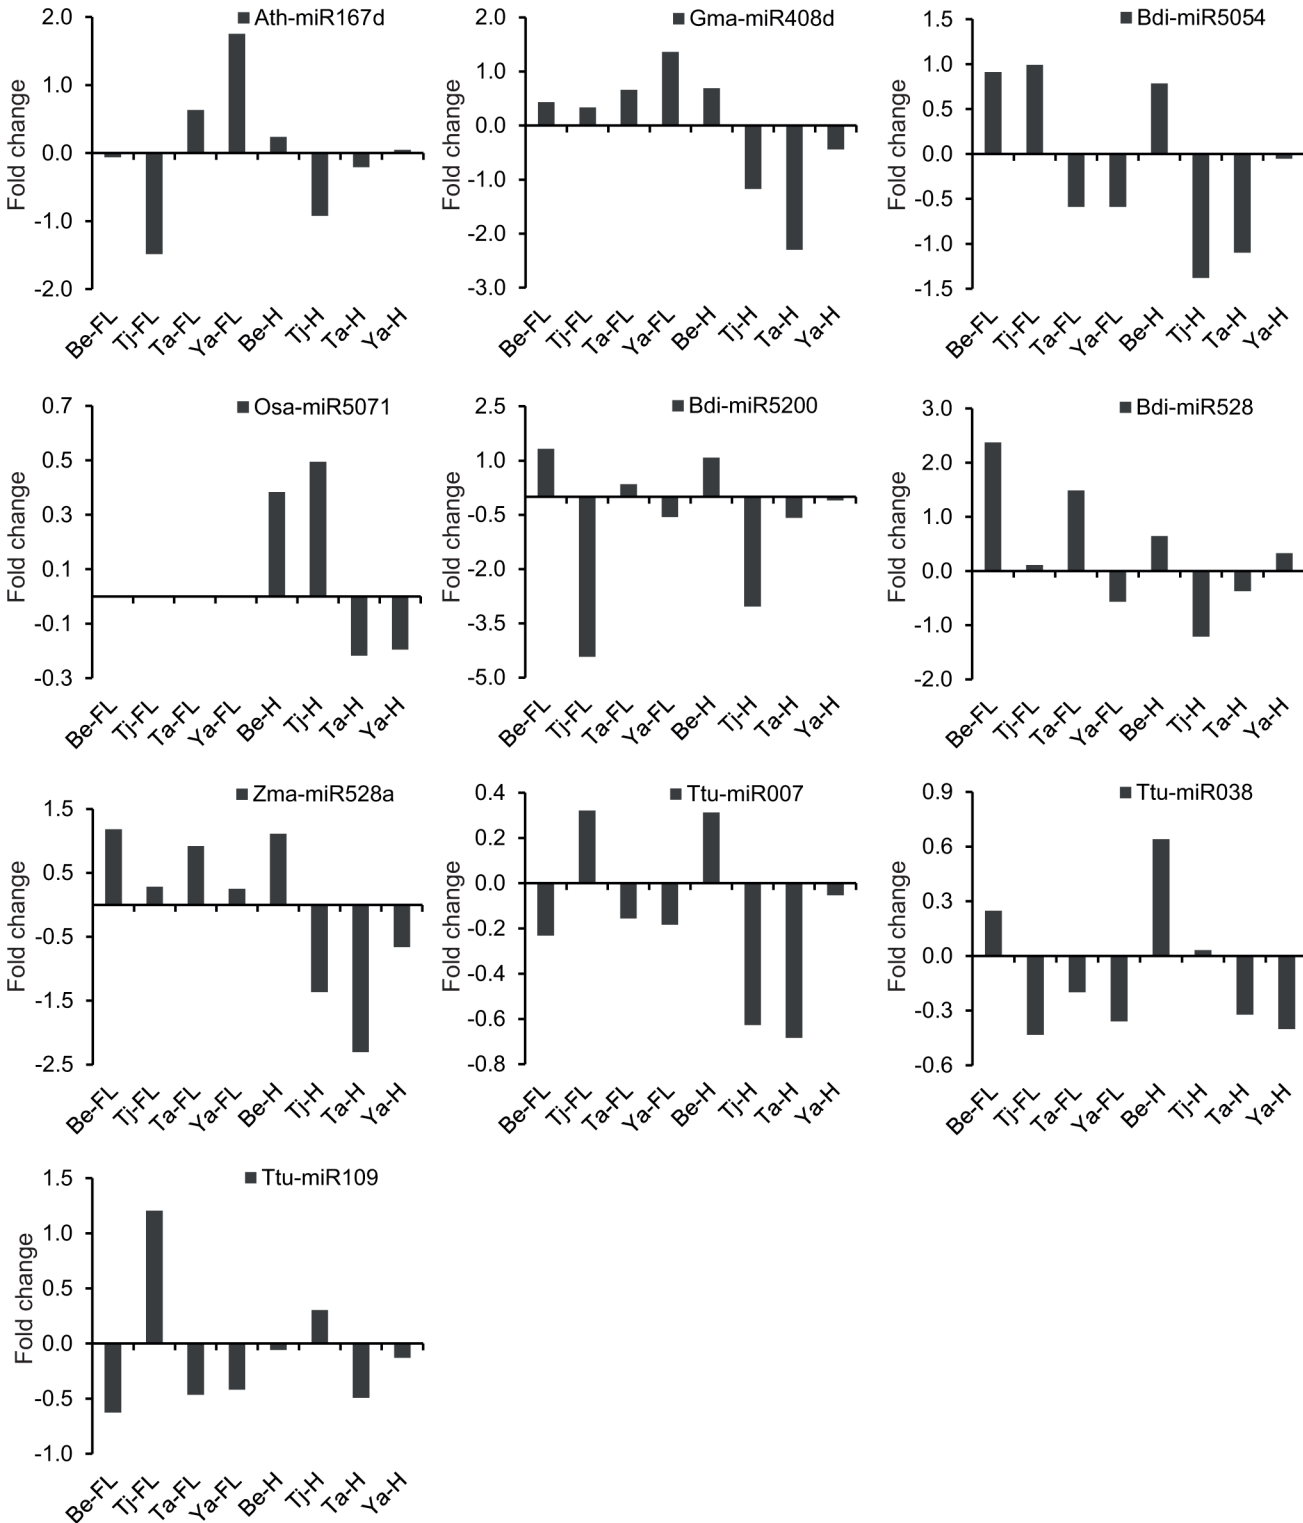 Ath-miR167d
Fold change
2.0
1.0
0.0
-1.0
-2.0
Be-FL
Tj-FL
Ta-FL
Ya-FL
Be-H
Tj-H
Ta-H
Ya-H
Gma-miR408d
Fold change
2.0
1.0
0.0
-1.0
-2.0
-3.0
Be-FL
Tj-FL
Ta-FL
Ya-FL
Be-H
Tj-H
Ta-H
Ya-H
Bdi-miR5054
Fold change
1.5
1.0
0.5
0.0
-0.5
-1.0
-1.5
Be-FL
Tj-FL
Ta-FL
Ya-FL
Be-H
Tj-H
Ta-H
Ya-H
Osa-miR5071
Fold change
0.7
0.5
0.3
0.1
-0.1
-0.3
Be-FL
Tj-FL
Ta-FL
Ya-FL
Be-H
Tj-H
Ta-H
Ya-H
Bdi-miR5200
Fold change
2.5
1.0
-0.5
-2.0
-3.5
-5.0
Be-FL
Tj-FL
Ta-FL
Ya-FL
Be-H
Tj-H
Ta-H
Ya-H
Bdi-miR528
Fold change
3.0
2.0
1.0
0.0
-1.0
-2.0
Be-FL
Tj-FL
Ta-FL
Ya-FL
Be-H
Tj-H
Ta-H
Ya-H
Zma-miR528a
Fold change
1.5
0.5
-0.5
-1.5
-2.5
Be-FL
Tj-FL
Ta-FL
Ya-FL
Be-H
Tj-H
Ta-H
Ya-H
Ttu-miR007
Fold change
0.4
0.2
0.0
-0.2
-0.4
-0.6
-0.8
Be-FL
Tj-FL
Ta-FL
Ya-FL
Be-H
Tj-H
Ta-H
Ya-H
Ttu-miR038
Fold change
0.9
0.6
0.3
0.0
-0.3
-0.6
Be-FL
Tj-FL
Ta-FL
Ya-FL
Be-H
Tj-H
Ta-H
Ya-H
Ttu-miR109
Fold change
1.5
1.0
0.5
0.0
-0.5
-1.0
Be-FL
Tj-FL
Ta-FL
Ya-FL
Be-H
Tj-H
Ta-H
Ya-H